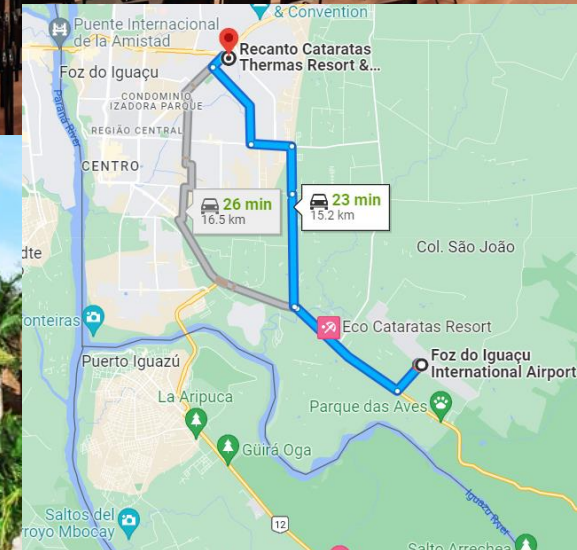 & Convention
Puente Internacional
de la Amistad
Recanto Cataratas
Thermas Resort &...
Foz do Iguaçu
CONDOMINIO
IZADORA PARQUE
REGIÃO CENTRAL
Paraná River
CENTRO
26 min
16.5 km
23 min
15.2 km
Col. São João
dte
onteiras
Eco Cataratas Resort
Puerto Iguazú
Foz do Iguaçu
International Airport
La Aripuca
Parque das Aves
Güirá Oga
Iguazu River
Saltos del
rroyo Mbocay
12
Salto Arrechea